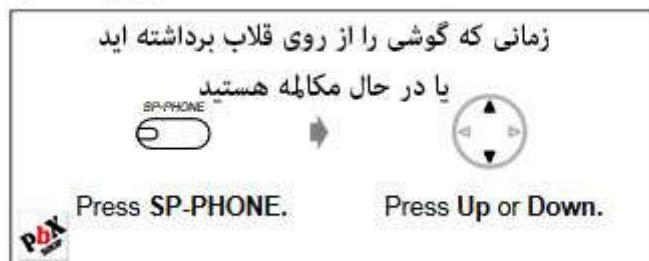 زمانی که گوشی را از روی قلاب برداشته اید
یا در حال مکالمه هستید
SP-PHONE
Press SP-PHONE.
Press Up or Down.
pbX